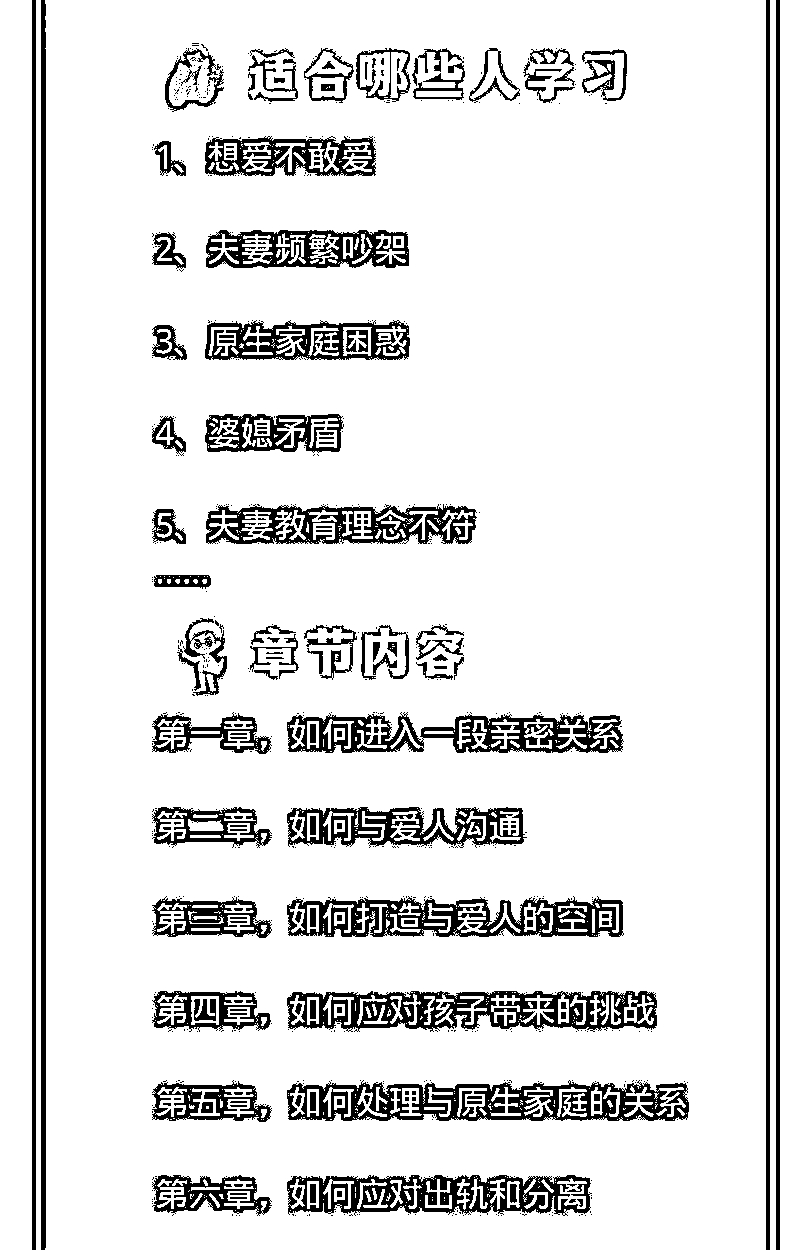 适合哪些人学习
1、想爱不敢爱
2、夫妻频繁吵架
3、原生家庭困惑
4、婆媳矛盾
5、夫妻教育理念不符
……
章节内容
第一章，如何进入一段亲密关系
第二章，如何与爱人沟通
第三章，如何打造与爱人的空间
第四章，如何应对孩子带来的挑战
第五章，如何处理与原生家庭的关系
第六章，如何应对出轨和分离